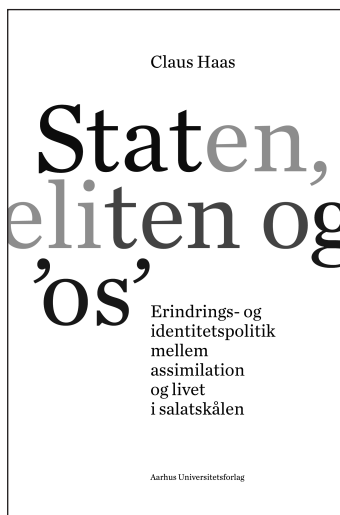 Claus Haas
Staten,
eliten og
’os’
Erindrings- og
identitetspolitik
mellem
assimilation
og livet
i salatskålen
Aarhus Universitetsforlag